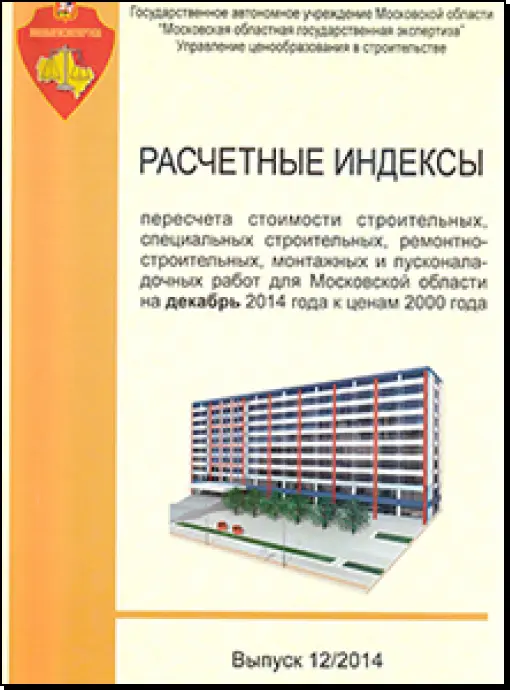 Государственное автономное учреждение Московской области
"Московская областная государственная экспертиза"
Управление ценообразования в строительстве
РАСЧЕТНЫЕ ИНДЕКСЫ
пересчета стоимости строительных,
специальных строительных, ремонтно-
строительных, монтажных и пусконала-
дочных работ для Московской области
на декабрь 2014 года к ценам 2000 года
Выпуск 12/2014